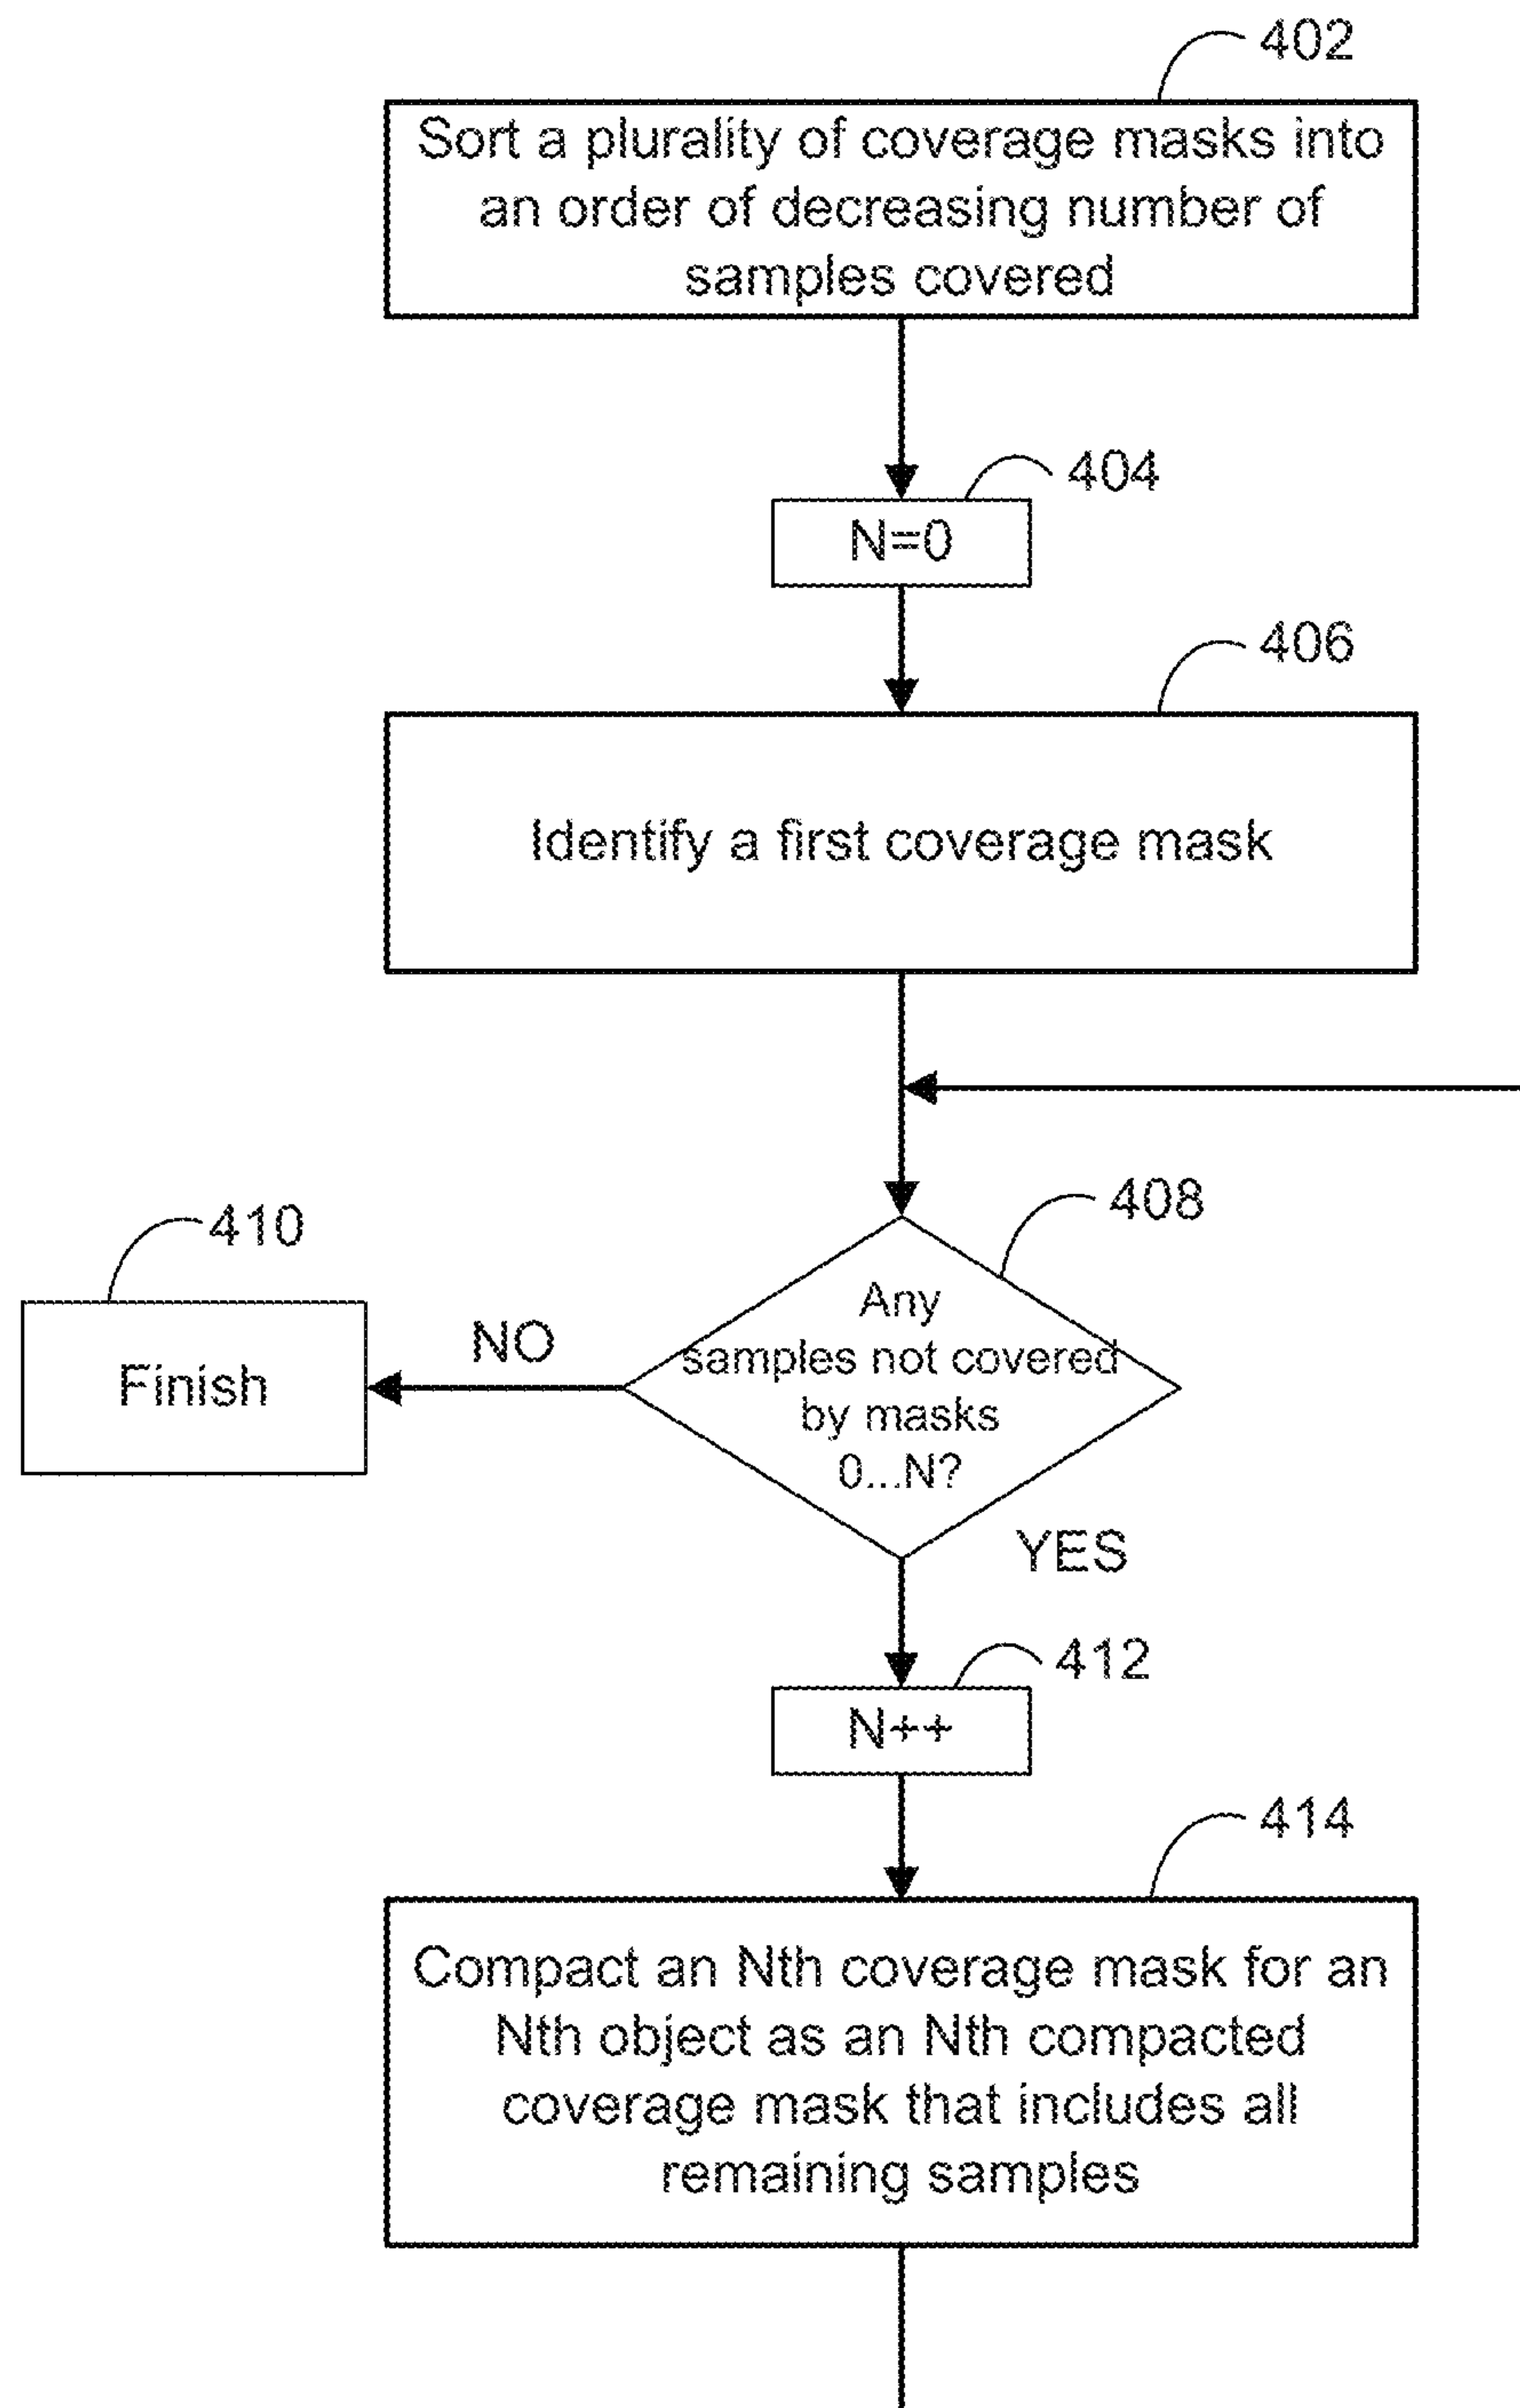 402
Sort a plurality of coverage masks into
an order of decreasing number of
samples covered
404
N=0
406
Identify a first coverage mask
408
410
Any
samples not covered
by masks
0...N?
NO
Finish
YES
412
N++
414
Compact an Nth coverage mask for an
Nth object as an Nth compacted
coverage mask that includes all
remaining samples